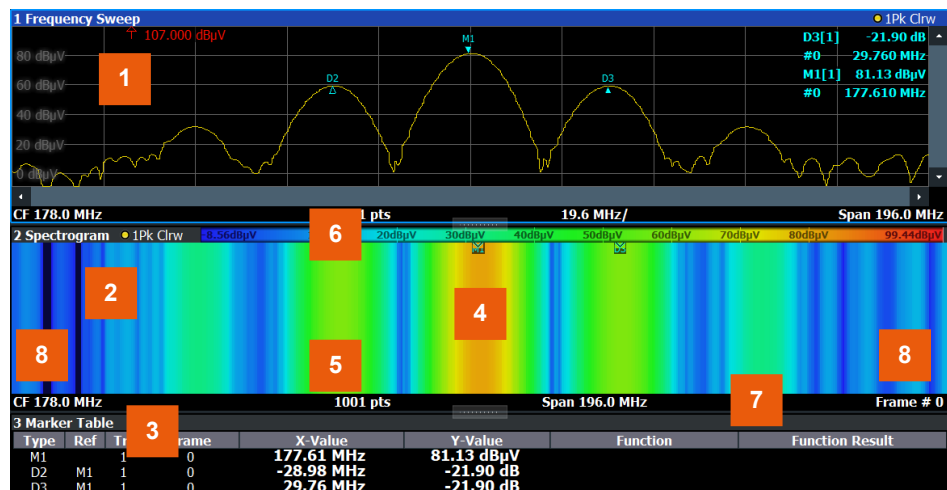 1 Frequency Sweep 1Pk Clrw
107.000 dBµV
M1
D3[1] -21.90 dB
#0 29.760 MHz
M1[1] 81.13 dBµV
#0 177.610 MHz
80 dBµV
60 dBµV
40 dBµV
20 dBµV
0 dBµV
1
D2
D3
CF 178.0 MHz 1 pts 19.6 MHz/ Span 196.0 MHz
2 Spectrogram 1Pk Clrw -8.56dBµV 6 20dBµV 30dBµV 40dBµV 50dBµV 60dBµV 70dBµV 80dBµV 99.44dBµV
2
4
8
5
8
CF 178.0 MHz 1001 pts Span 196.0 MHz 7 Frame # 0
3 Marker Table
3
Type Ref X-Value Y-Value Function Function Result
M1 1 0 177.61 MHz 81.13 dBµV
D2 M1 1 0 -28.98 MHz -21.90 dB
D3 M1 1 0 29.76 MHz -21.90 dB